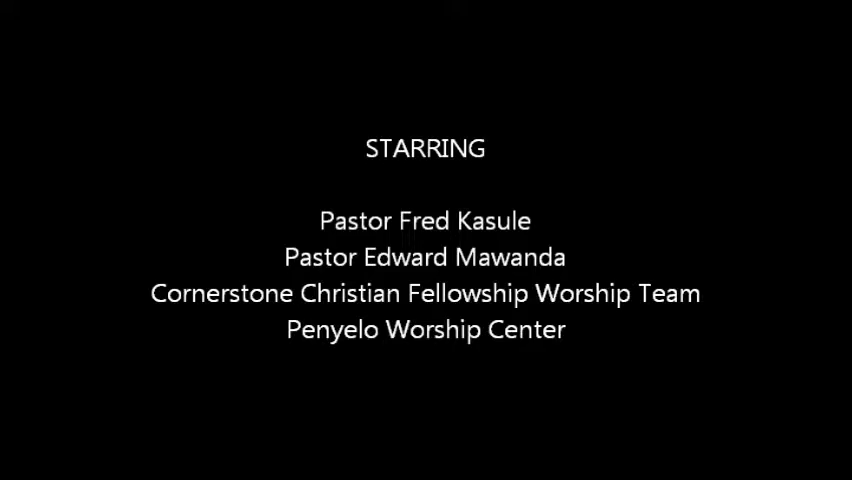 STARRING
Pastor Fred Kasule
Pastor Edward Mawanda
Cornerstone Christian Fellowship Worship Team
Penyelo Worship Center